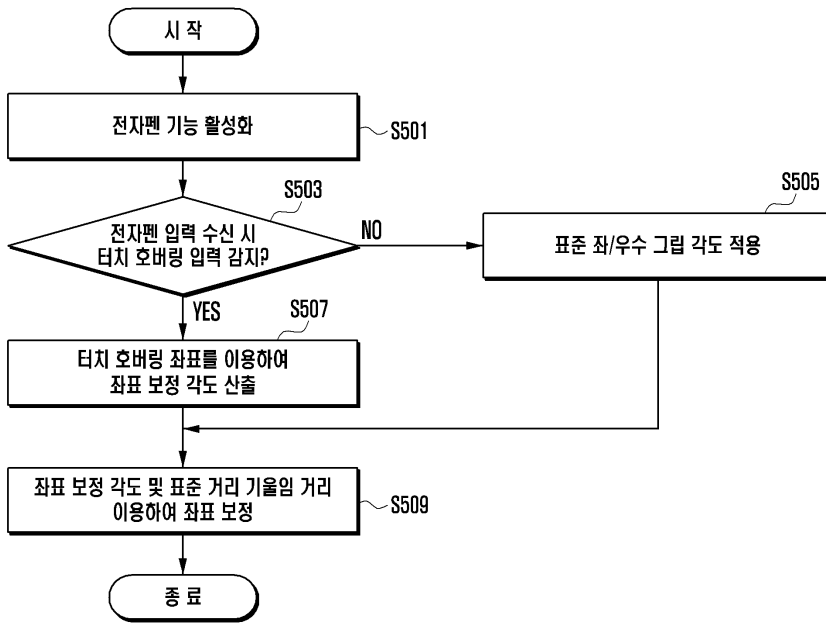 시 작
전자펜 기능 활성화
S501
S503
전자펜 입력 수신 시
터치 호버링 입력 감지?
NO
S505
표준 좌/우수 그립 각도 적용
YES
S507
터치 호버링 좌표를 이용하여
좌표 보정 각도 산출
좌표 보정 각도 및 표준 거리 기울임 거리
이용하여 좌표 보정
S509
종 료